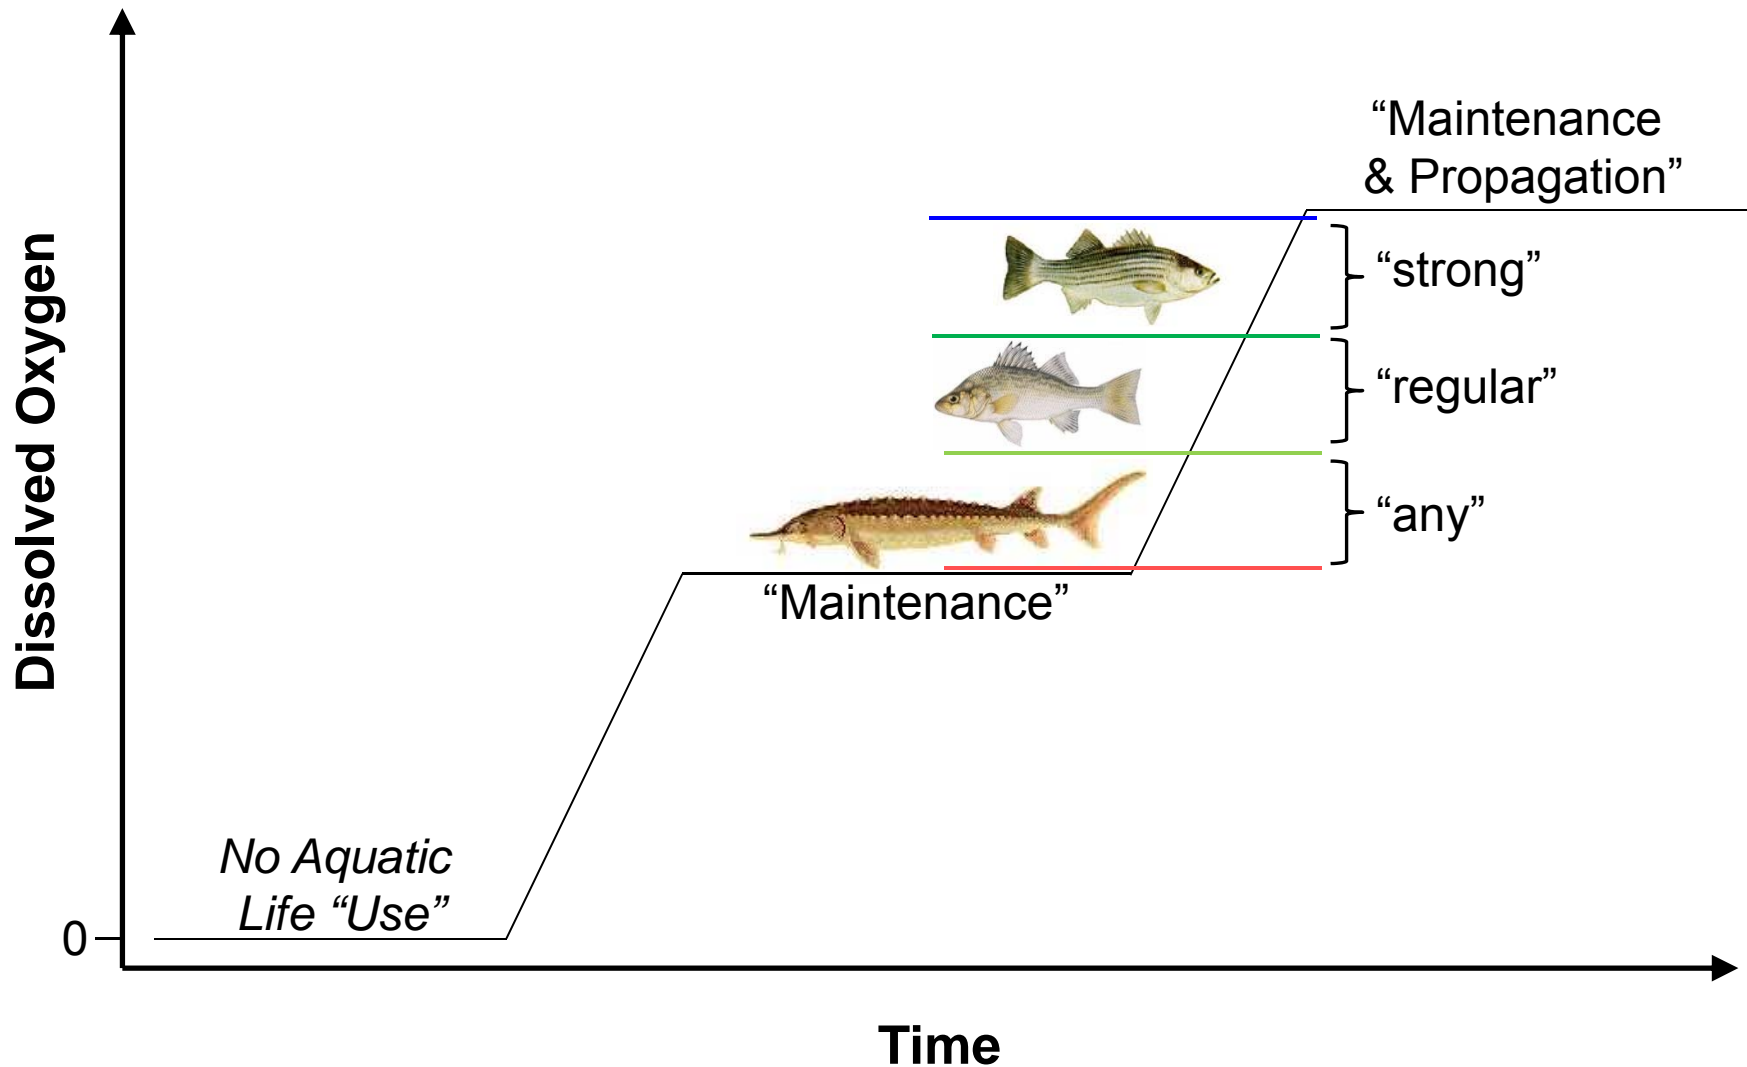 “Maintenance
& Propagation”
“strong”
“regular”
“any”
“Maintenance”
No Aquatic
Life “Use”
0
Dissolved Oxygen
Time